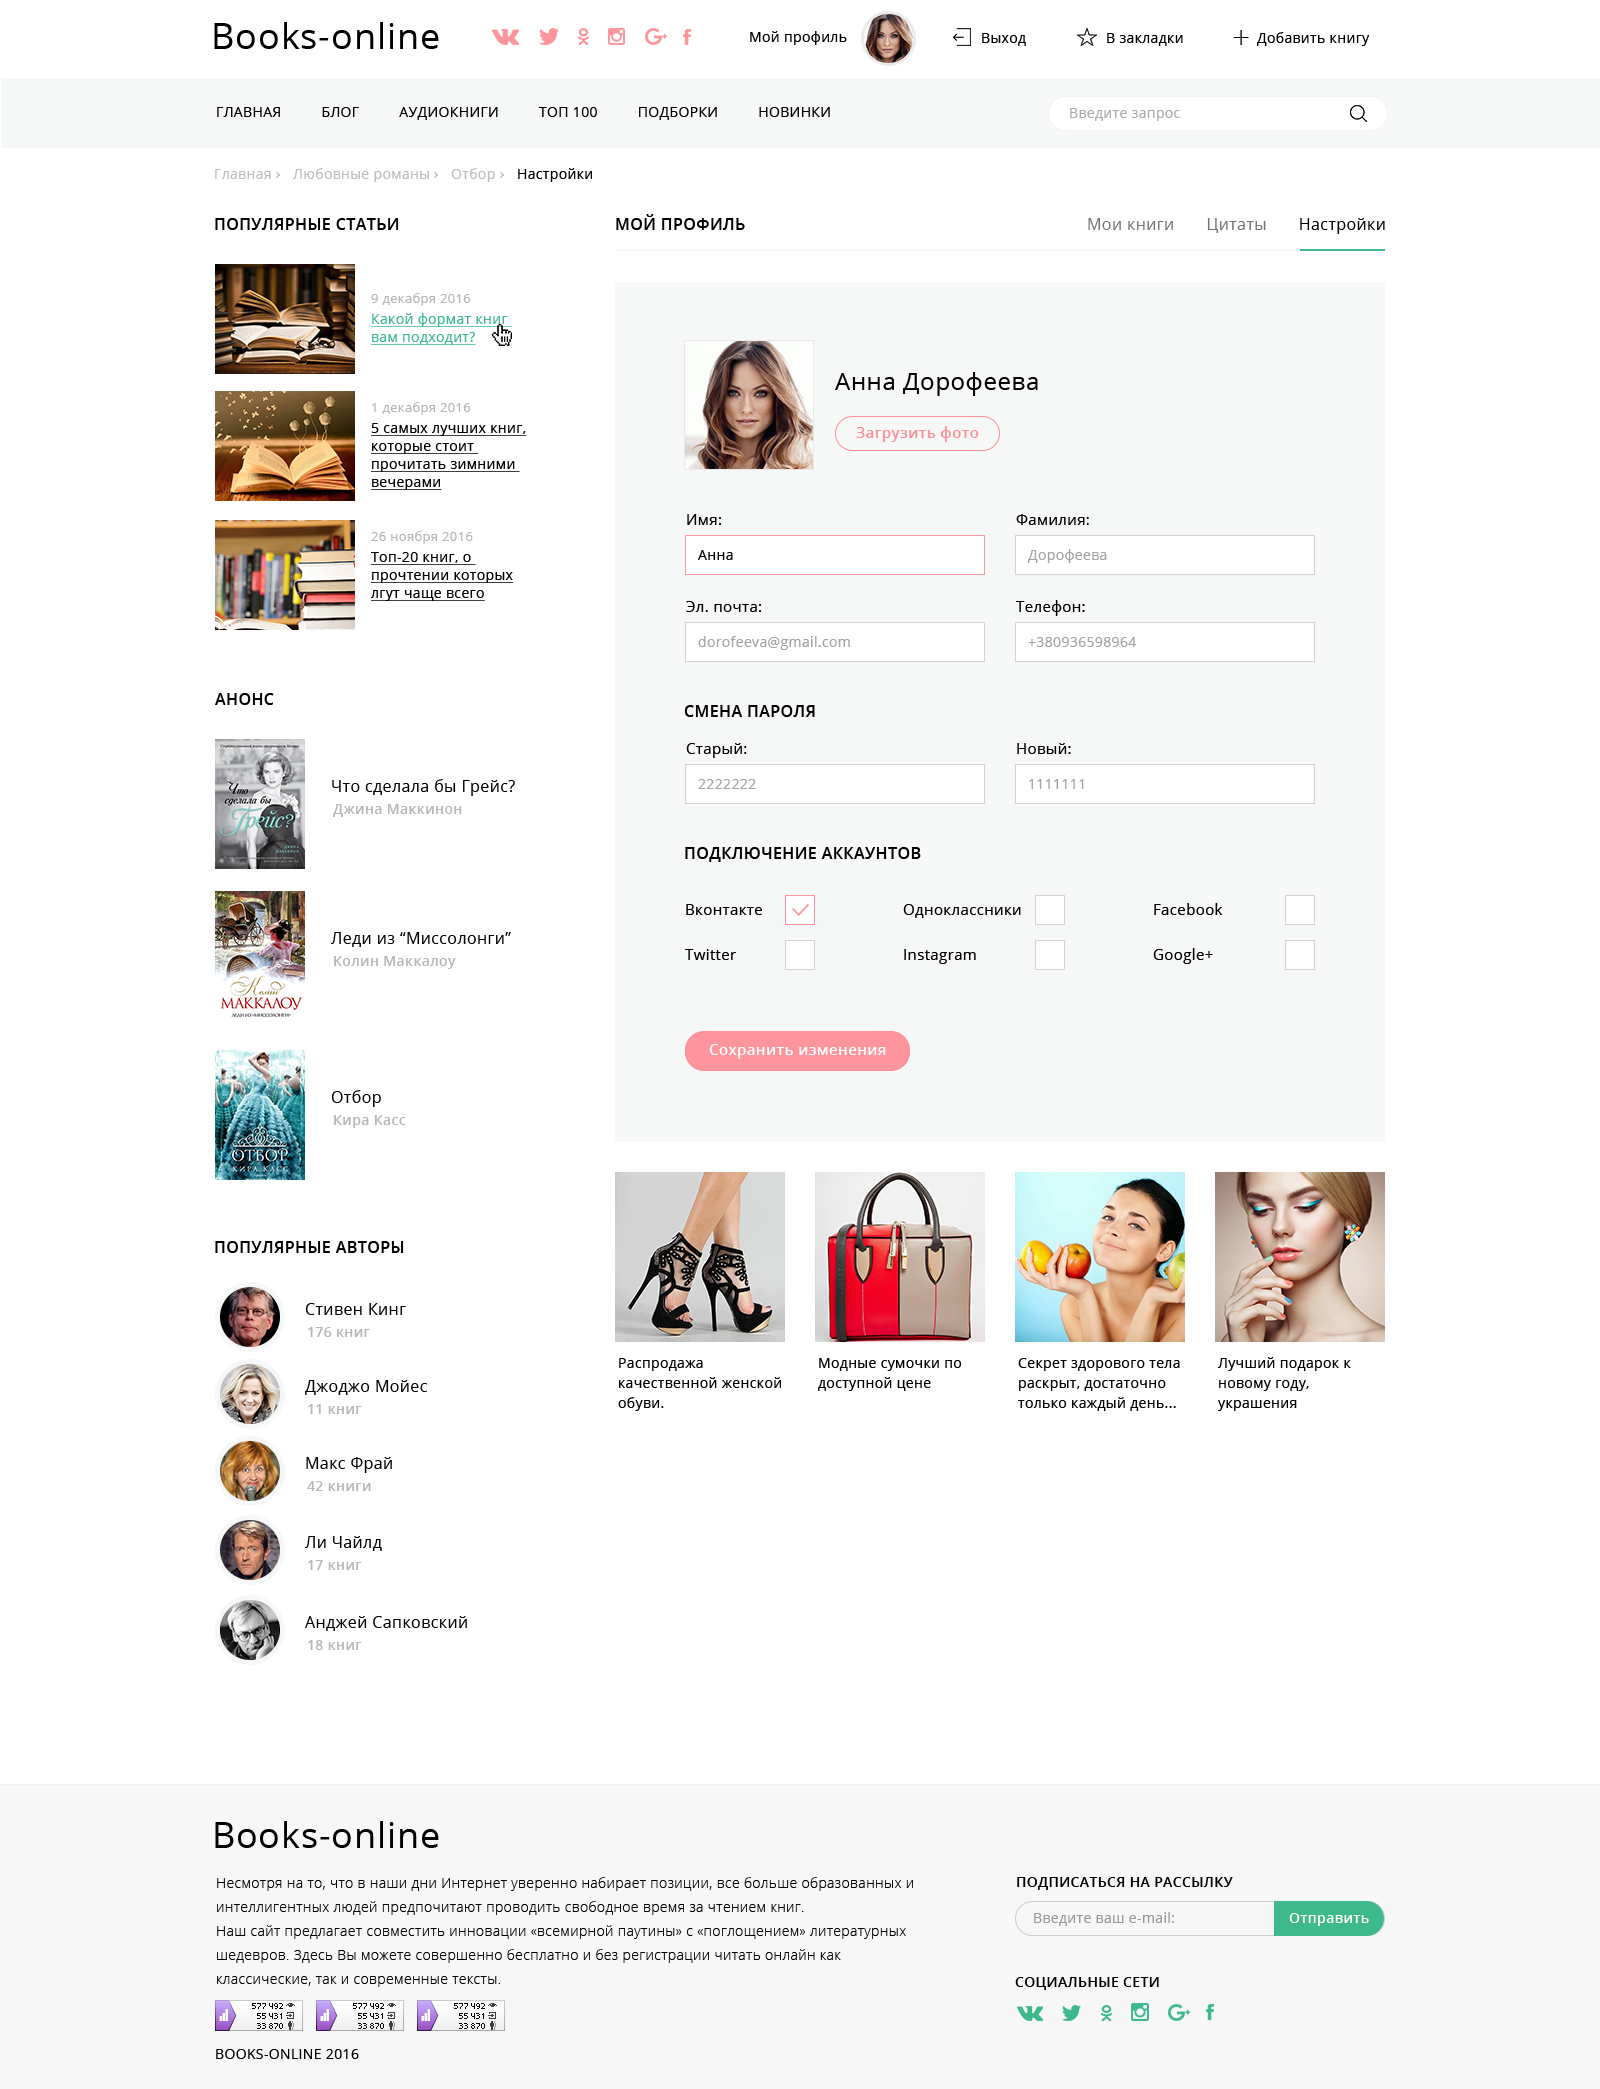 Books-online
Мой профиль
Выход
В закладки
Добавить книгу
ГЛАВНАЯ
БЛОГ
АУДИОКНИГИ
ТОП 100
ПОДБОРКИ
НОВИНКИ
Введите запрос
Главная ›
Любовные романы ›
Отбор ›
Настройки
ПОПУЛЯРНЫЕ СТАТЬИ
9 декабря 2016
Какой формат книг
вам подходит?
1 декабря 2016
5 самых лучших книг,
которые стоит
прочитать зимними
вечерами
26 ноября 2016
Топ-20 книг, о
прочтении которых
лгут чаще всего
АНОНС
Что
сделала бы
Грейс?
Что сделала бы Грейс?
Джина Маккинон
Колин
МАККАЛОУ
ЛЕДИ ИЗ «МИССОЛОНГИ»
Леди из “Миссолонги”
Колин Маккалоу
ОТБОР
КИРА КАСС
Отбор
Кира Касс
ПОПУЛЯРНЫЕ АВТОРЫ
Стивен Кинг
176 книг
Джоджо Мойес
11 книг
Макс Фрай
42 книги
Ли Чайлд
17 книг
Анджей Сапковский
18 книг
МОЙ ПРОФИЛЬ
Мои книги
Цитаты
Настройки
Анна Дорофеева
Загрузить фото
Имя:
Фамилия:
Анна
Дорофеева
Эл. почта:
Телефон:
dorofeeva@gmail.com
+380936598964
СМЕНА ПАРОЛЯ
Старый:
Новый:
2222222
1111111
ПОДКЛЮЧЕНИЕ АККАУНТОВ
Вконтакте
Одноклассники
Facebook
Twitter
Instagram
Google+
Сохранить изменения
Распродажа
качественной женской
обуви.
Модные сумочки по
доступной цене
Секрет здорового тела
раскрыт, достаточно
только каждый день...
Лучший подарок к
новому году,
украшения
Books-online
Несмотря на то, что в наши дни Интернет уверенно набирает позиции, все больше образованных и
интеллигентных людей предпочитают проводить свободное время за чтением книг.
Наш сайт предлагает совместить инновации «всемирной паутины» с «поглощением» литературных
шедевров. Здесь Вы можете совершенно бесплатно и без регистрации читать онлайн как
классические, так и современные тексты.
577 492
55 431
33 870
577 492
55 431
33 870
577 492
55 431
33 870
BOOKS-ONLINE 2016
ПОДПИСАТЬСЯ НА РАССЫЛКУ
Введите ваш e-mail:
Отправить
СОЦИАЛЬНЫЕ СЕТИ